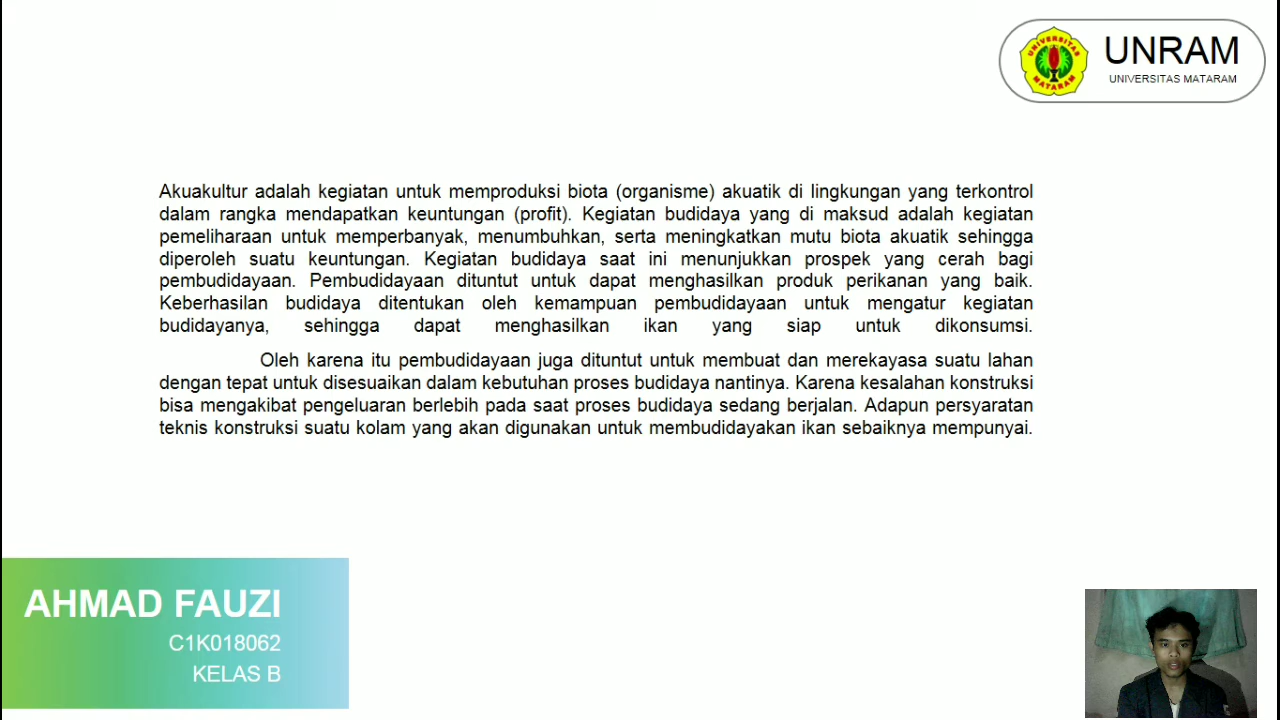 UNIVERSITAS
MATARAM
UNRAM
UNIVERSITAS MATARAM
Akuakultur adalah kegiatan untuk memproduksi biota (organisme) akuatik di lingkungan yang terkontrol
dalam rangka mendapatkan keuntungan (profit). Kegiatan budidaya yang di maksud adalah kegiatan
pemeliharaan untuk memperbanyak, menumbuhkan, serta meningkatkan mutu biota akuatik sehingga
diperoleh suatu keuntungan. Kegiatan budidaya saat ini menunjukkan prospek yang cerah bagi
pembudidayaan. Pembudidayaan dituntut untuk dapat menghasilkan produk perikanan yang baik.
Keberhasilan budidaya ditentukan oleh kemampuan pembudidayaan untuk mengatur kegiatan
budidayanya, sehingga dapat menghasilkan ikan yang siap untuk dikonsumsi.
Oleh karena itu pembudidayaan juga dituntut untuk membuat dan merekayasa suatu lahan
dengan tepat untuk disesuaikan dalam kebutuhan proses budidaya nantinya. Karena kesalahan konstruksi
bisa mengakibat pengeluaran berlebih pada saat proses budidaya sedang berjalan. Adapun persyaratan
teknis konstruksi suatu kolam yang akan digunakan untuk membudidayakan ikan sebaiknya mempunyai.
AHMAD FAUZI
C1K018062
KELAS B